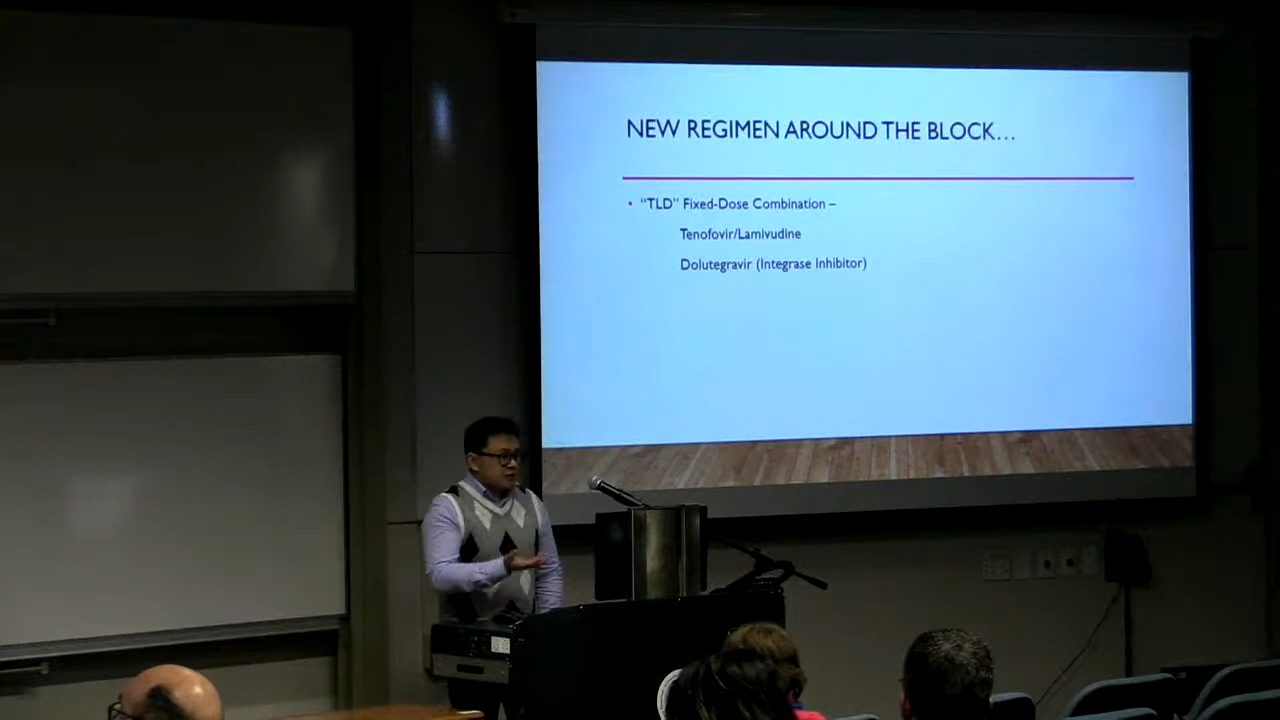 NEW REGIMEN AROUND THE BLOCK…
• “TLD” Fixed-Dose Combination –
Tenofovir/Lamivudine
Dolutegravir (Integrase Inhibitor)